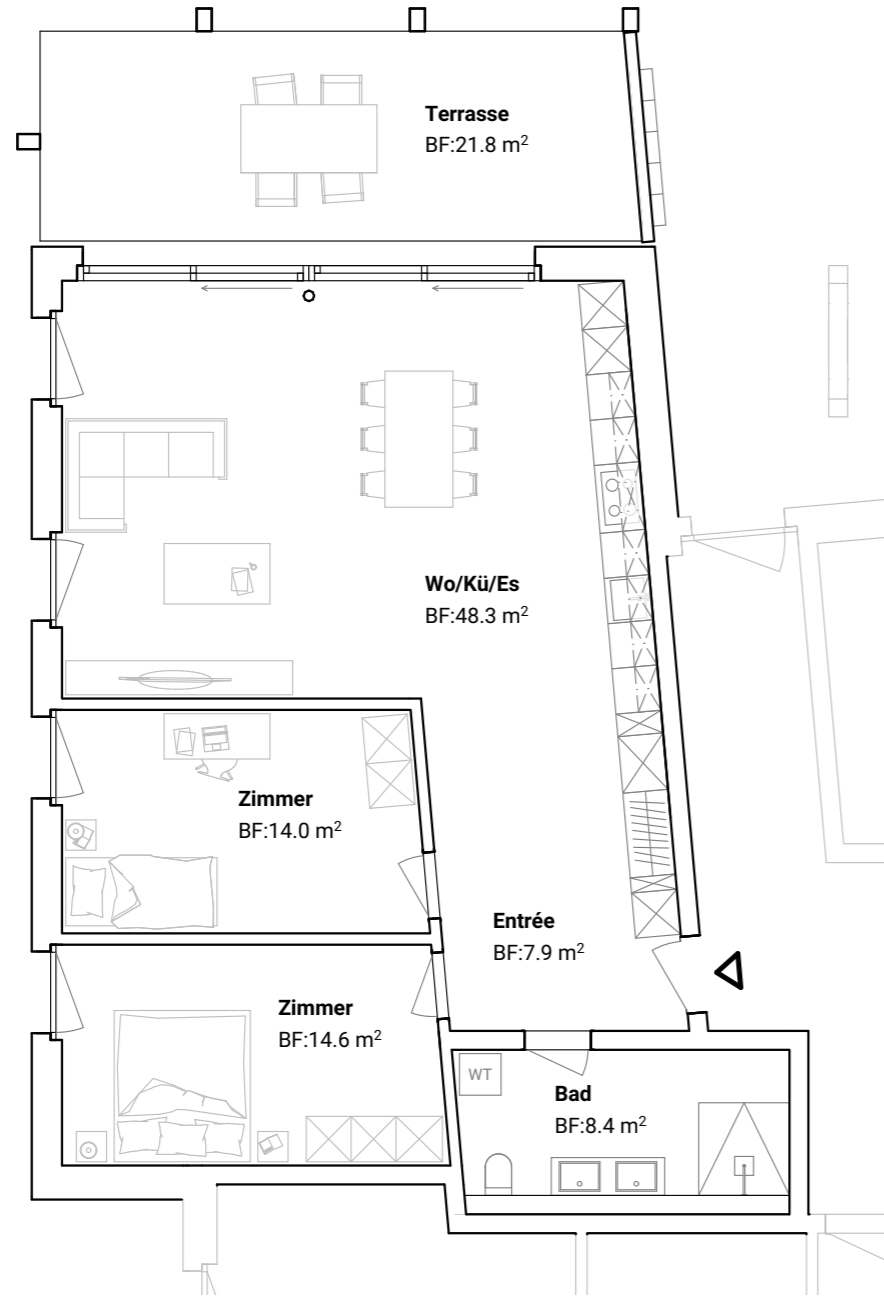 Terrasse
BF:21.8 m²
Wo/Kü/Es
BF:48.3 m²
Zimmer
BF:14.0 m²
Entrée
BF:7.9 m²
Zimmer
BF:14.6 m²
WT
Bad
BF:8.4 m²